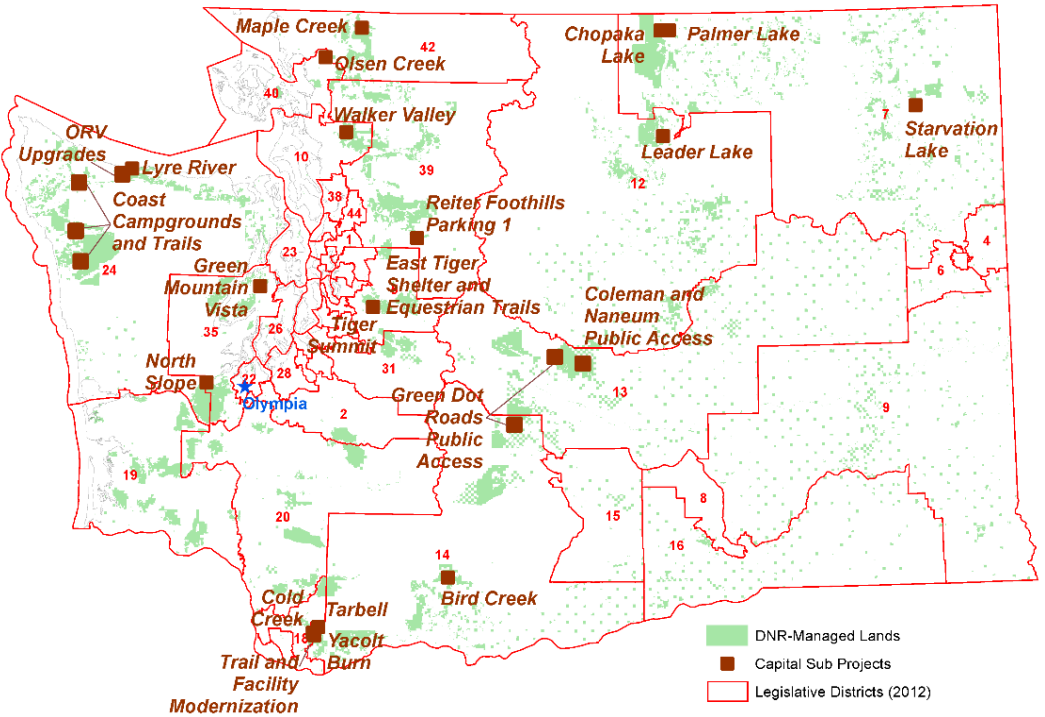 Maple Creek
42
Olsen Creek
40
Chopaka
Lake
Palmer Lake
7
Starvation
Lake
Walker Valley
ORV
Upgrades
Lyre River
10
39
Leader Lake
12
38
44
Reiter Foothills
Parking 1
1
Coast
Campgrounds
and Trails
24
23
4
6
Green
Mountain
Vista
35
East Tiger
Shelter and
Equestrian Trails
Tiger
Summit
26
31
Coleman and
Naneum
Public Access
North
Slope
22
28
Olympia
2
Green Dot
Roads
Public
Access
13
9
19
20
15
8
16
14
Bird Creek
Cold
Creek
Tarbell
18
Yacolt
Burn
Trail and
Facility
Modernization
DNR-Managed Lands
Capital Sub Projects
Legislative Districts (2012)